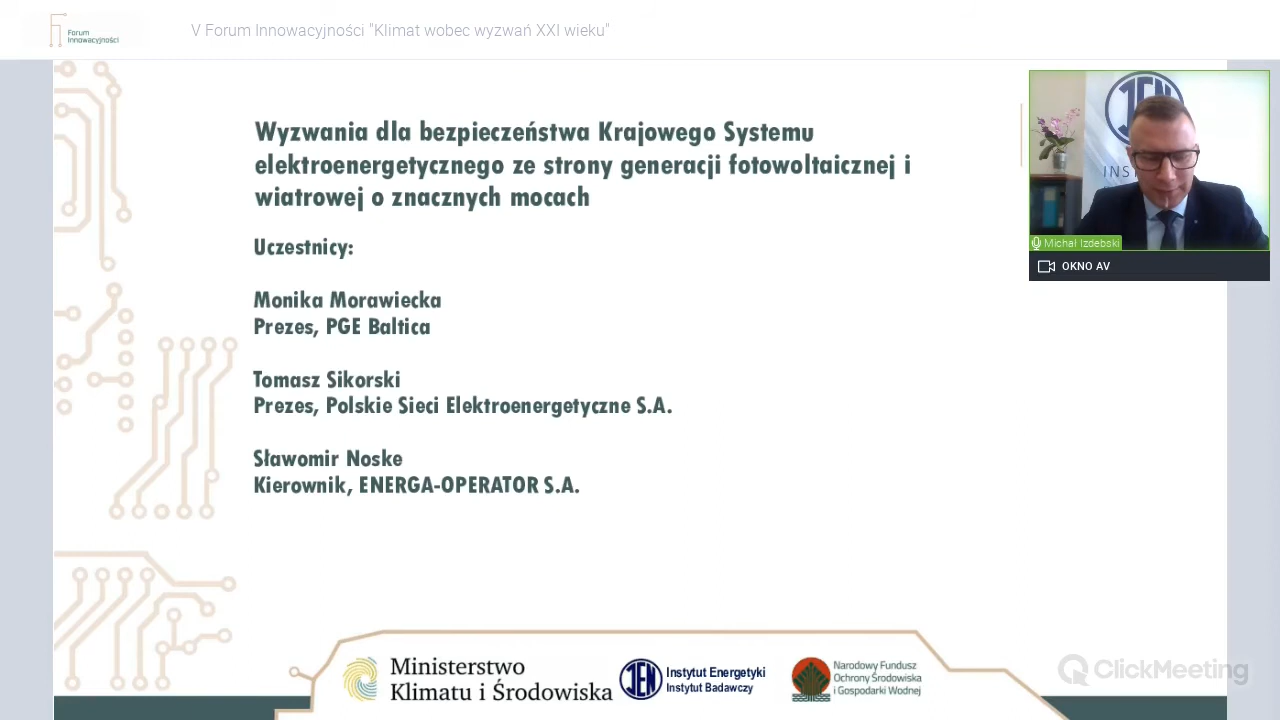 Forum
Innowacyjności
V Forum Innowacyjności "Klimat wobec wyzwań XXI wieku"
Wyzwania dla bezpieczeństwa Krajowego Systemu
elektroenergetycznego ze strony generacji fotowoltaicznej i
wiatrowej o znacznych mocach
Uczestnicy:
Monika Morawiecka
Prezes, PGE Baltica
Tomasz Sikorski
Prezes, Polskie Sieci Elektroenergetyczne S.A.
Sławomir Noske
Kierownik, ENERGA-OPERATOR S.A.
IEN
INST
Michał Izdebski
OKNO AV
Ministerstwo
Klimatu i Środowiska
IEN
Instytut Energetyki
Instytut Badawczy
Narodowy Fundusz
Ochrony Środowiska
i Gospodarki Wodnej
ClickMeeting